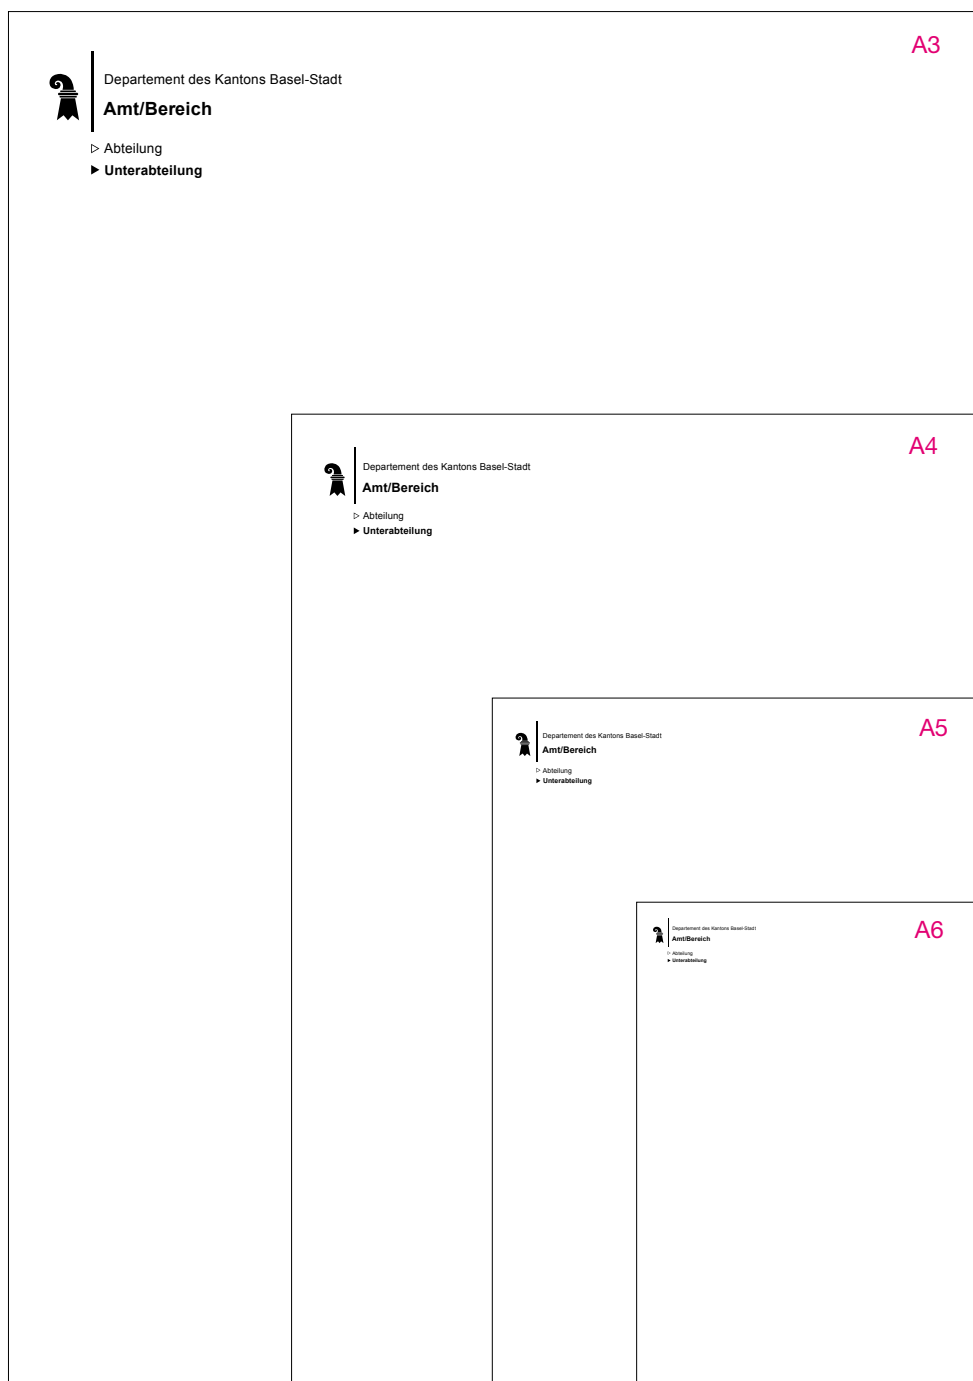 A3
Departement des Kantons Basel-Stadt
Amt/Bereich
▷ Abteilung
▶ Unterabteilung
A4
Departement des Kantons Basel-Stadt
Amt/Bereich
▷ Abteilung
▶ Unterabteilung
A5
Departement des Kantons Basel-Stadt
Amt/Bereich
▷ Abteilung
▶ Unterabteilung
A6
Departement des Kantons Basel-Stadt
Amt/Bereich
▷ Abteilung
▶ Unterabteilung